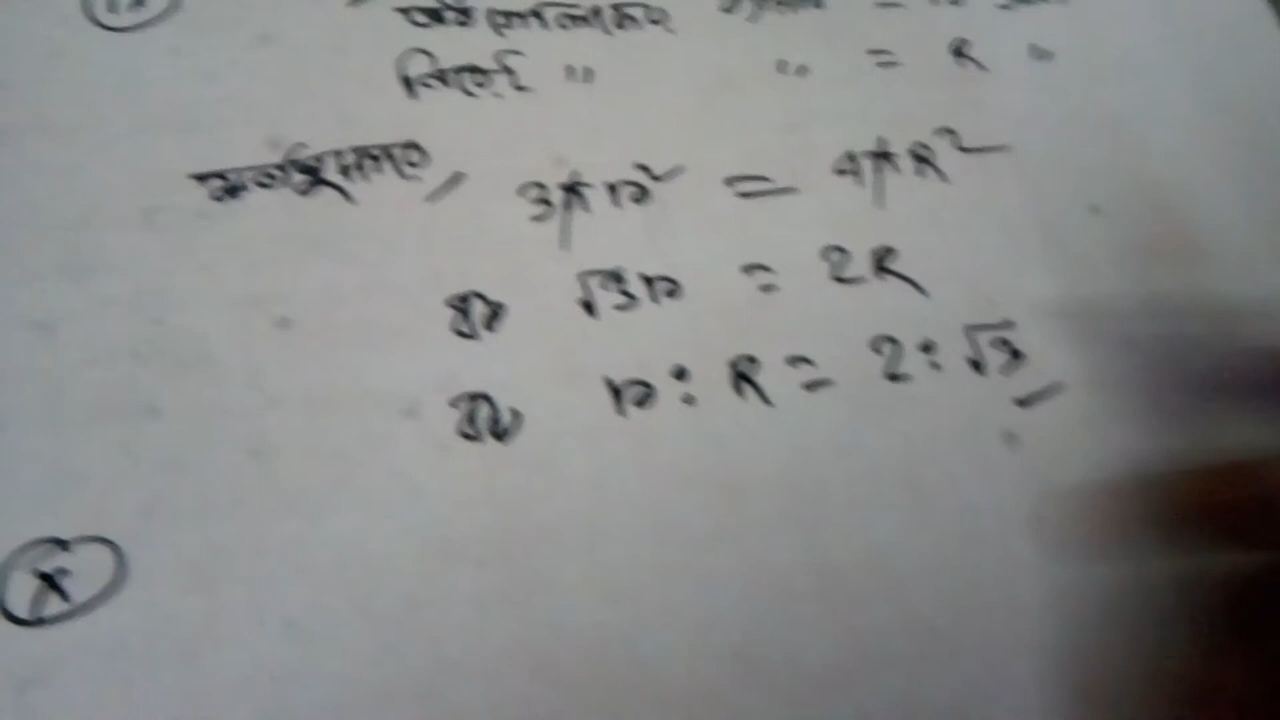 নিরেট " " = R "
শর্তানুসারে, 3πr² = 4πR²
বা √3r = 2R
বা r : R = 2 : √3
x